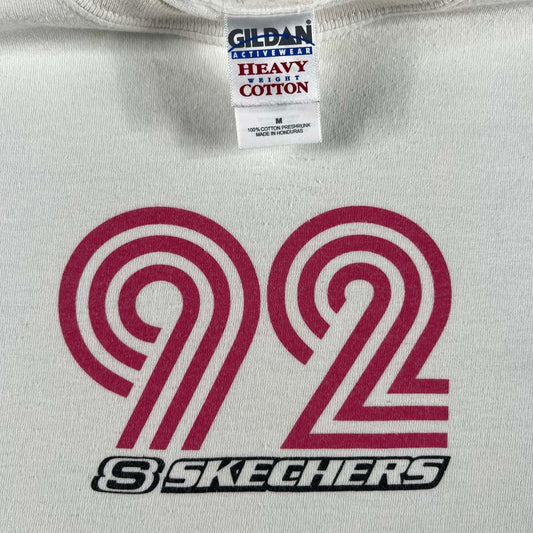 GILDAN
ACTIVEWEAR
HEAVY
WEIGHT
COTTON
M
100% COTTON PRESHRUNK
MADE IN HONDURAS
92
S SKECHERS